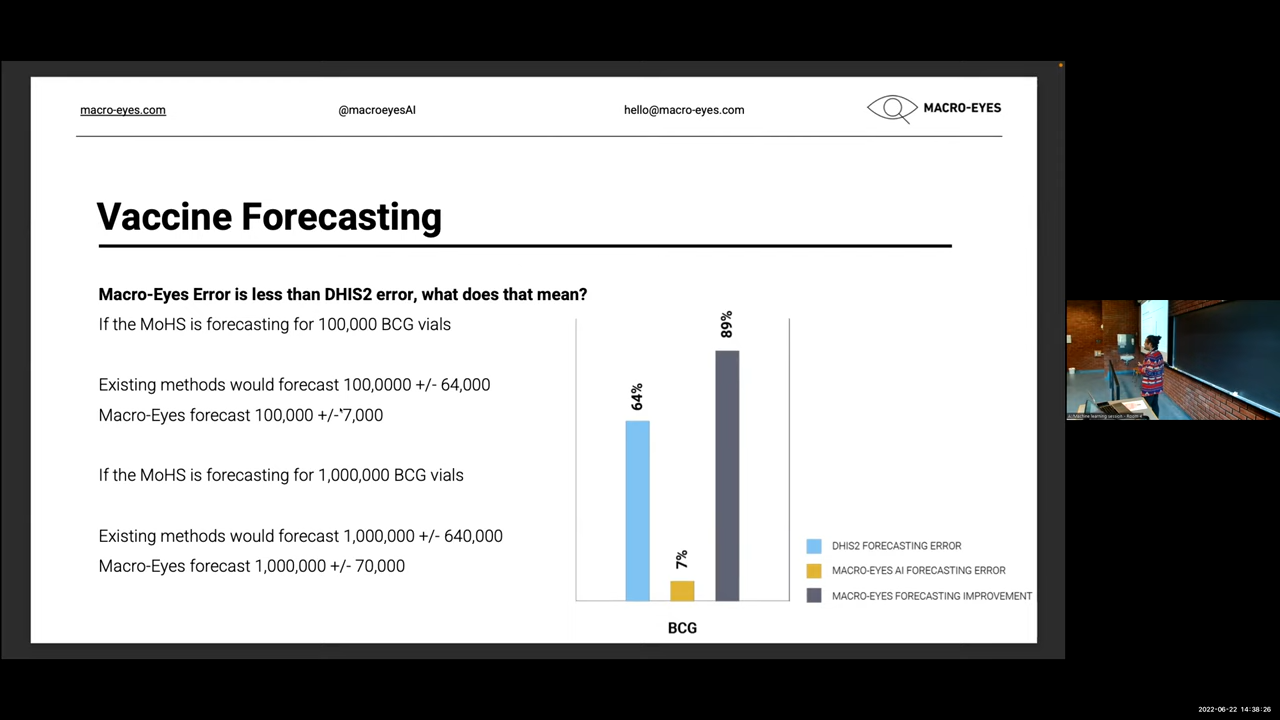 macro-eyes.com
@macroeyesAI
hello@macro-eyes.com
MACRO-EYES
Vaccine Forecasting
Macro-Eyes Error is less than DHIS2 error, what does that mean?
If the MoHS is forecasting for 100,000 BCG vials
Existing methods would forecast 100,0000 +/- 64,000
Macro-Eyes forecast 100,000 +/-'7,000
If the MoHS is forecasting for 1,000,000 BCG vials
Existing methods would forecast 1,000,000 +/- 640,000
Macro-Eyes forecast 1,000,000 +/- 70,000
64%
7%
89%
BCG
DHIS2 FORECASTING ERROR
MACRO-EYES AI FORECASTING ERROR
MACRO-EYES FORECASTING IMPROVEMENT
2022-06-22 14:38:26